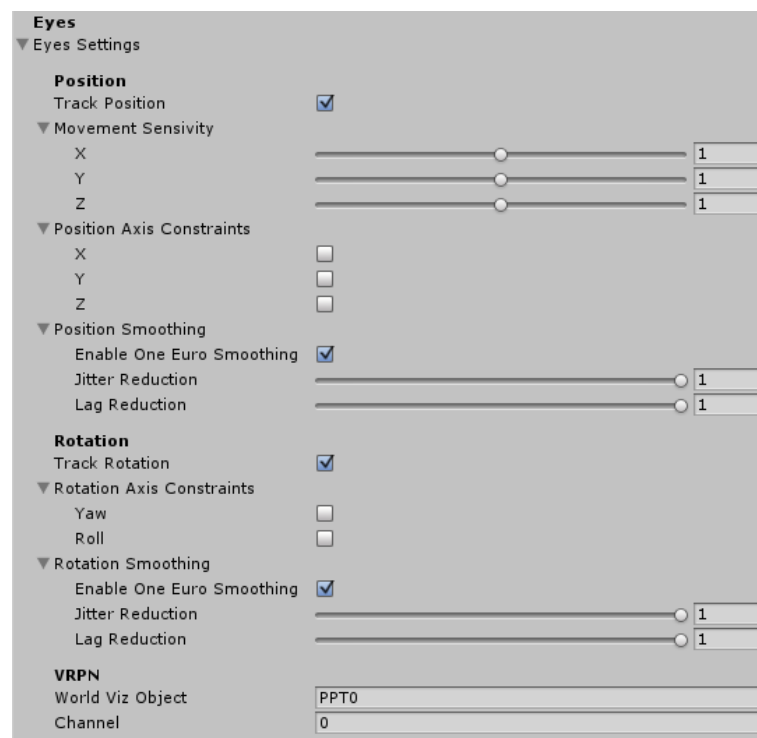 Eyes
Eyes Settings
Position
Track Position
Movement Sensivity
X 1
Y 1
Z 1
Position Axis Constraints
X
Y
Z
Position Smoothing
Enable One Euro Smoothing
Jitter Reduction 1
Lag Reduction 1
Rotation
Track Rotation
Rotation Axis Constraints
Yaw
Roll
Rotation Smoothing
Enable One Euro Smoothing
Jitter Reduction 1
Lag Reduction 1
VRPN
World Viz Object PPT0
Channel 0